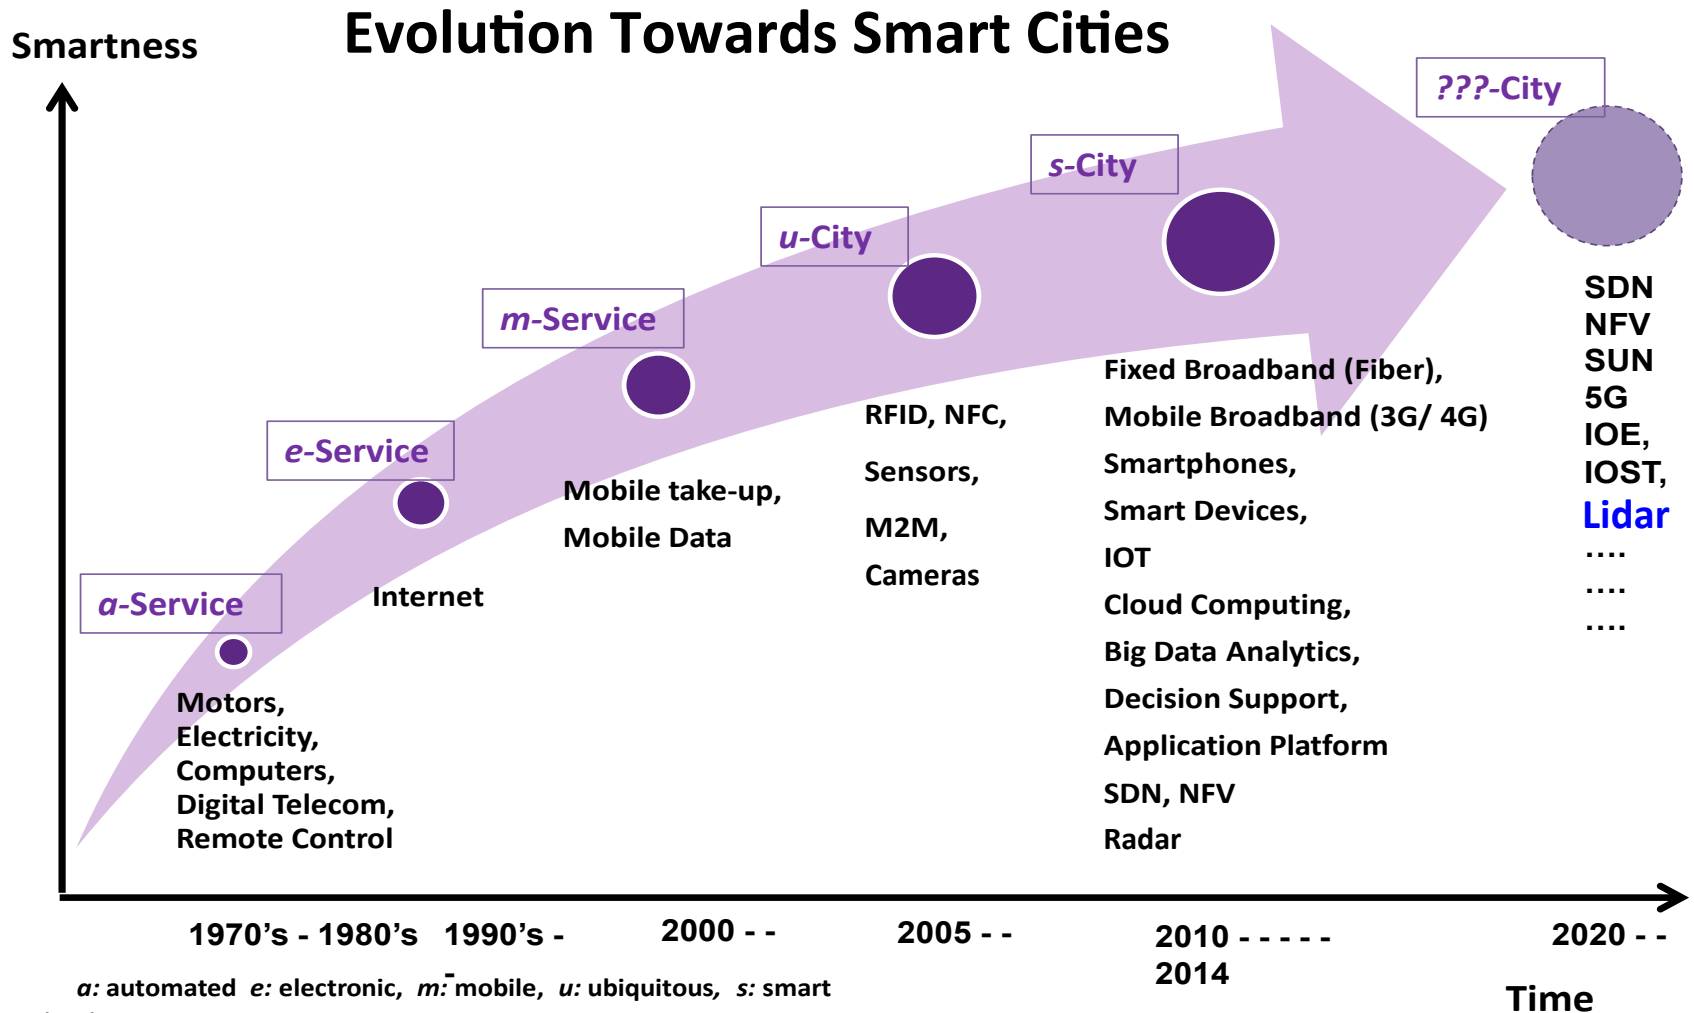 Evolution Towards Smart Cities
Smartness
???-City
s-City
u-City
m-Service
e-Service
a-Service
Motors,
Electricity,
Computers,
Digital Telecom,
Remote Control
Internet
Mobile take-up,
Mobile Data
RFID, NFC,
Sensors,
M2M,
Cameras
Fixed Broadband (Fiber),
Mobile Broadband (3G/ 4G)
Smartphones,
Smart Devices,
IOT
Cloud Computing,
Big Data Analytics,
Decision Support,
Application Platform
SDN, NFV
Radar
SDN
NFV
SUN
5G
IOE,
IOST,
Lidar
....
....
....
1970’s - 1980’s
1990’s -
-
2000 - -
2005 - -
2010 - - - - -
2014
2020 - -
a: automated e: electronic, m: mobile, u: ubiquitous, s: smart
Time